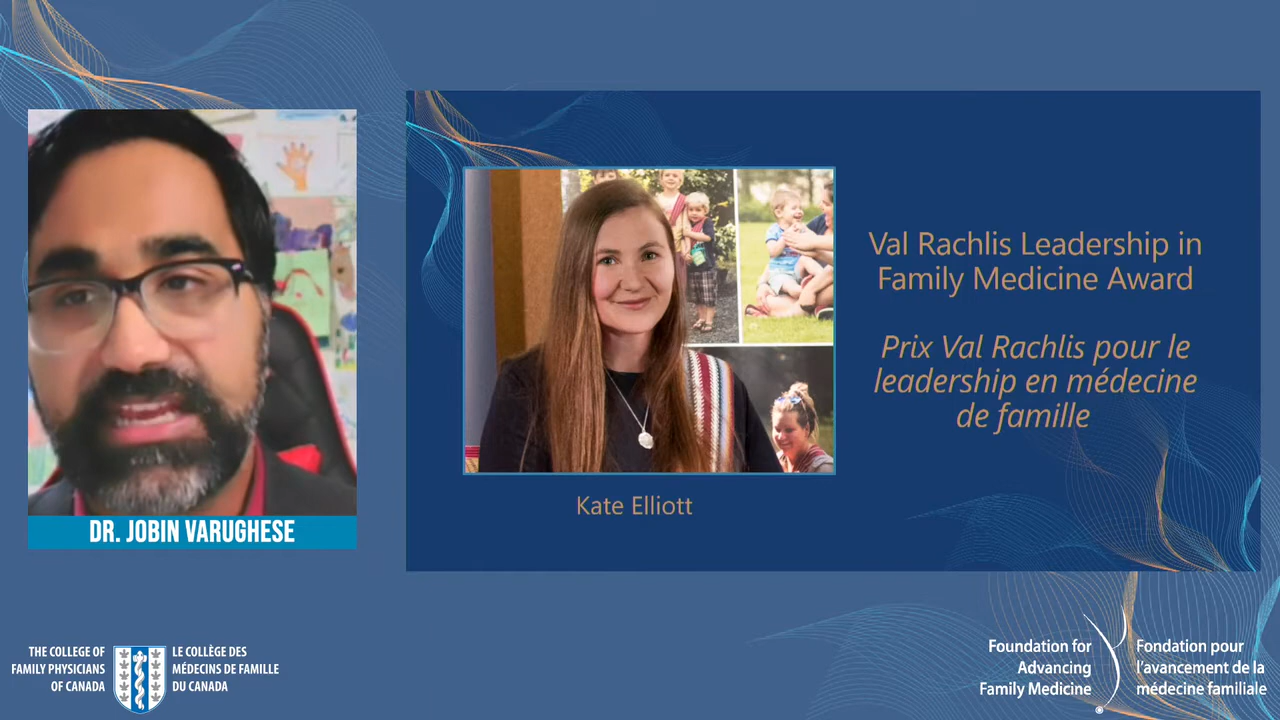 DR. JOBIN VARUGHESE
Val Rachlis Leadership in
Family Medicine Award
Prix Val Rachlis pour le
leadership en médecine
de famille
Kate Elliott
THE COLLEGE OF
FAMILY PHYSICIANS
OF CANADA
LE COLLÈGE DES
MÉDECINS DE FAMILLE
DU CANADA
Foundation for
Advancing
Family Medicine
Fondation pour
l'avancement de la
médecine familiale